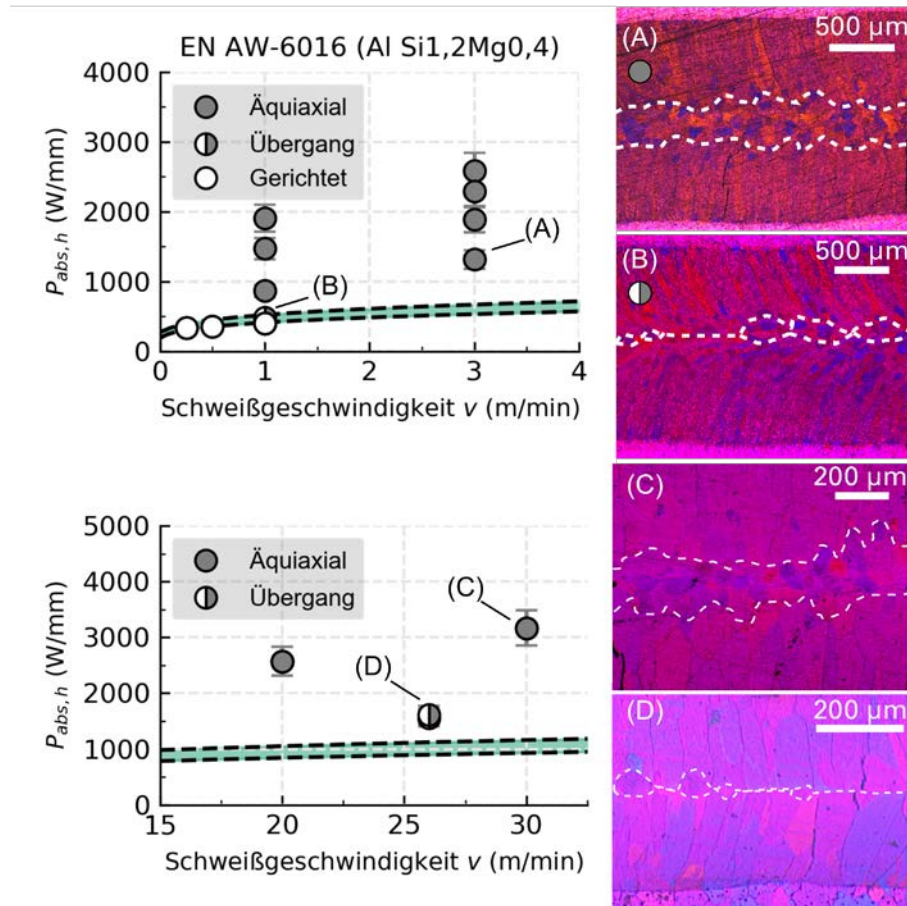 EN AW-6016 (Al Si1,2Mg0,4)
4000
3000
2000
1000
0
P_abs,h (W/mm)
Äquiaxial
Übergang
Gerichtet
(A)
(B)
0 1 2 3 4
Schweißgeschwindigkeit v (m/min)
5000
4000
3000
2000
1000
0
P_abs,h (W/mm)
Äquiaxial
Übergang
(C)
(D)
15 20 25 30
Schweißgeschwindigkeit v (m/min)
(A)
500 µm
(B)
500 µm
(C)
200 µm
(D)
200 µm